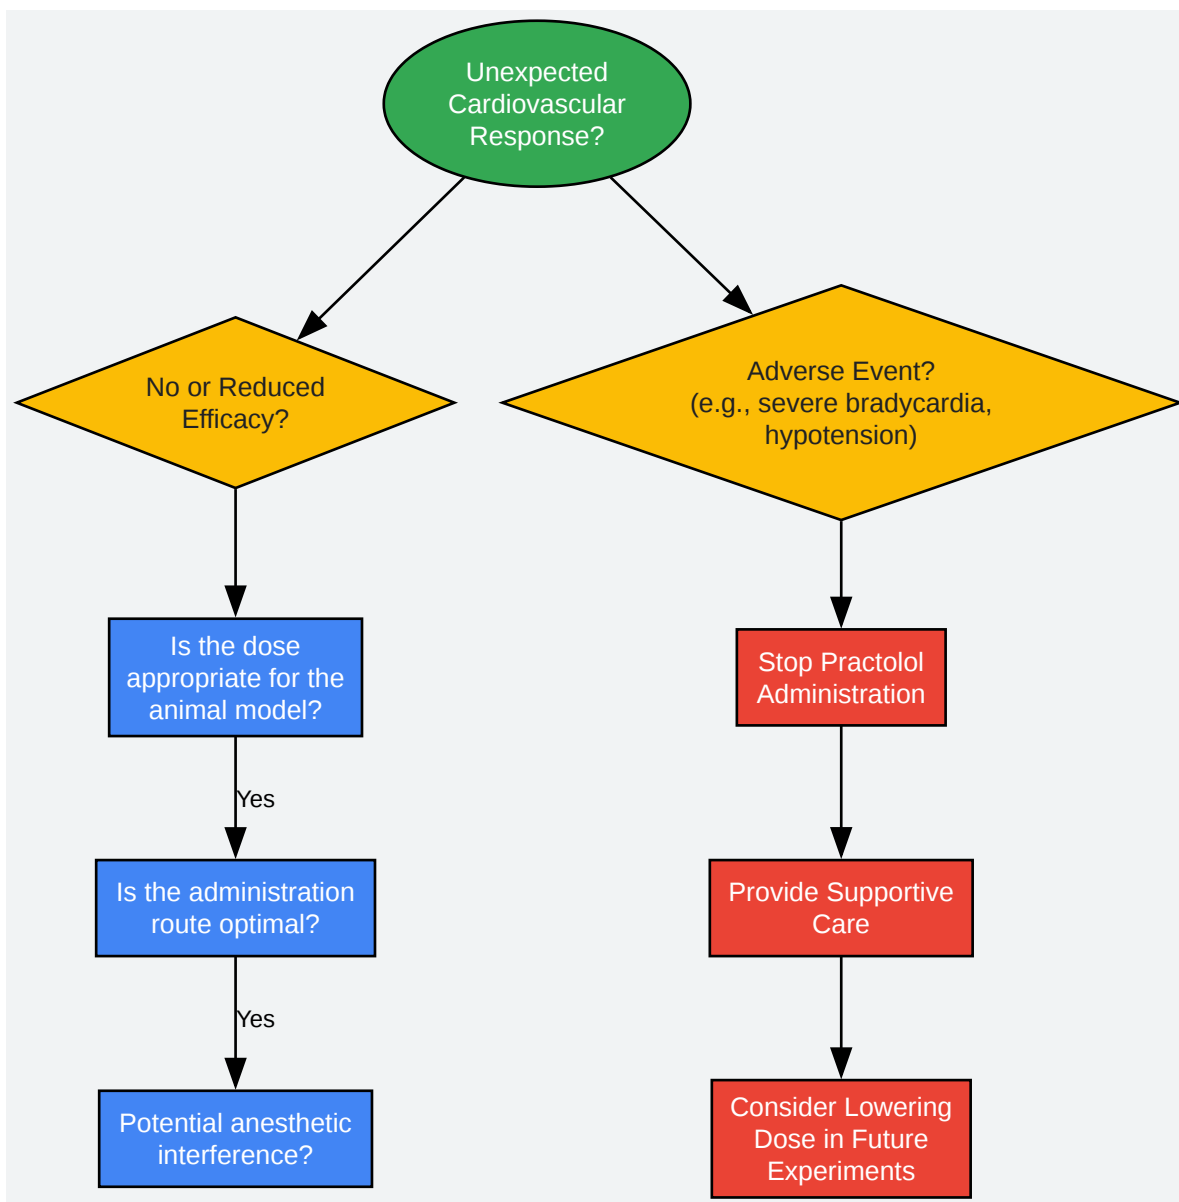 Unexpected
Cardiovascular
Response?
No or Reduced
Efficacy?
Adverse Event?
(e.g., severe bradycardia,
hypotension)
Is the dose
appropriate for the
animal model?
Stop Practolol
Administration
Yes
Is the administration
route optimal?
Provide Supportive
Care
Yes
Potential anesthetic
interference?
Consider Lowering
Dose in Future
Experiments